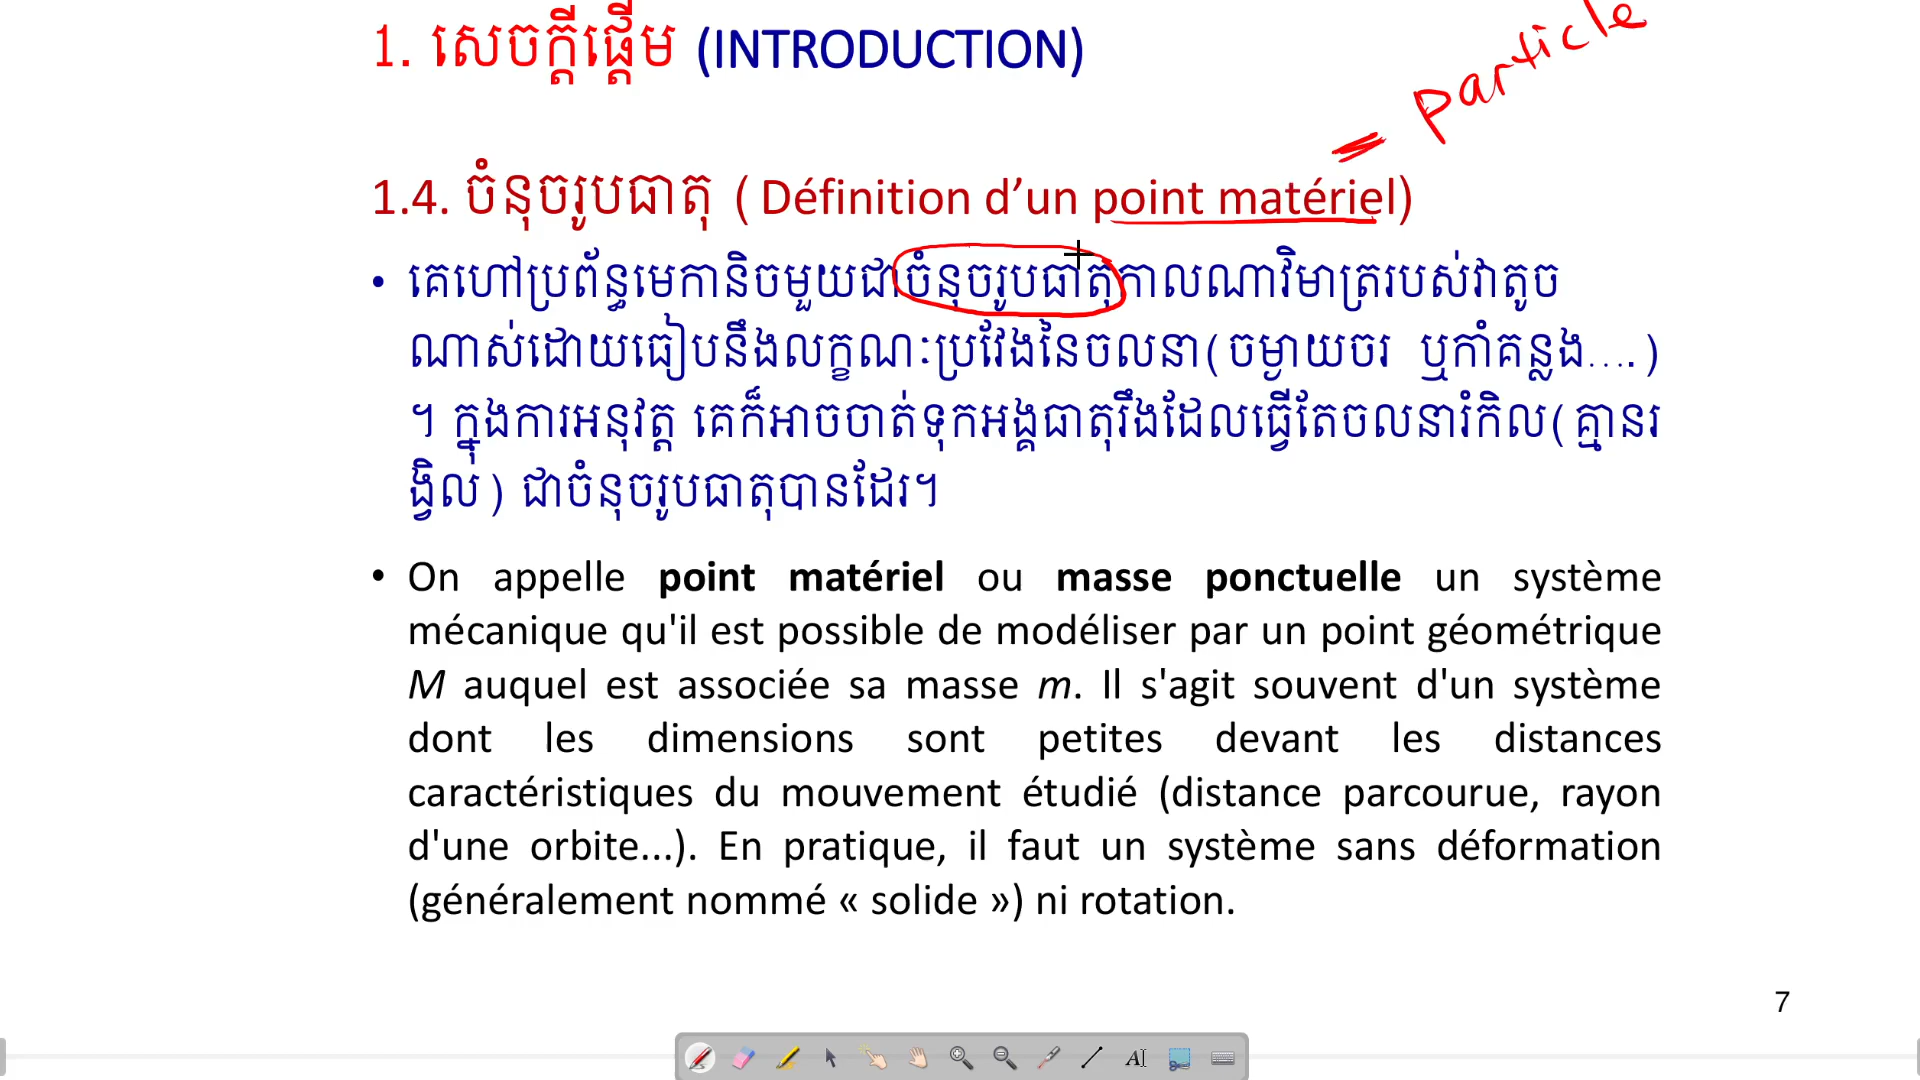 1. សេចក្តីផ្តើម (INTRODUCTION)
= particle
1.4. ចំនុចរូបធាតុ ( Définition d’un point matériel)
• គេហៅប្រព័ន្ធមេកានិចមួយជាចំនុចរូបធាតុកាលណាវិមាត្ររបស់វាតូច
ណាស់ដោយធៀបនឹងលក្ខណៈប្រវែងនៃចលនា(ចម្ងាយចរ ឬកាំគន្លង….)
។ ក្នុងការអនុវត្ត គេក៏អាចចាត់ទុកអង្គធាតុរឹងដែលធ្វើតែចលនារំកិល(គ្មានរ
ង្វិល) ជាចំនុចរូបធាតុបានដែរ។
• On appelle point matériel ou masse ponctuelle un système
mécanique qu'il est possible de modéliser par un point géométrique
M auquel est associée sa masse m. Il s'agit souvent d'un système
dont les dimensions sont petites devant les distances
caractéristiques du mouvement étudié (distance parcourue, rayon
d'une orbite...). En pratique, il faut un système sans déformation
(généralement nommé « solide ») ni rotation.
7